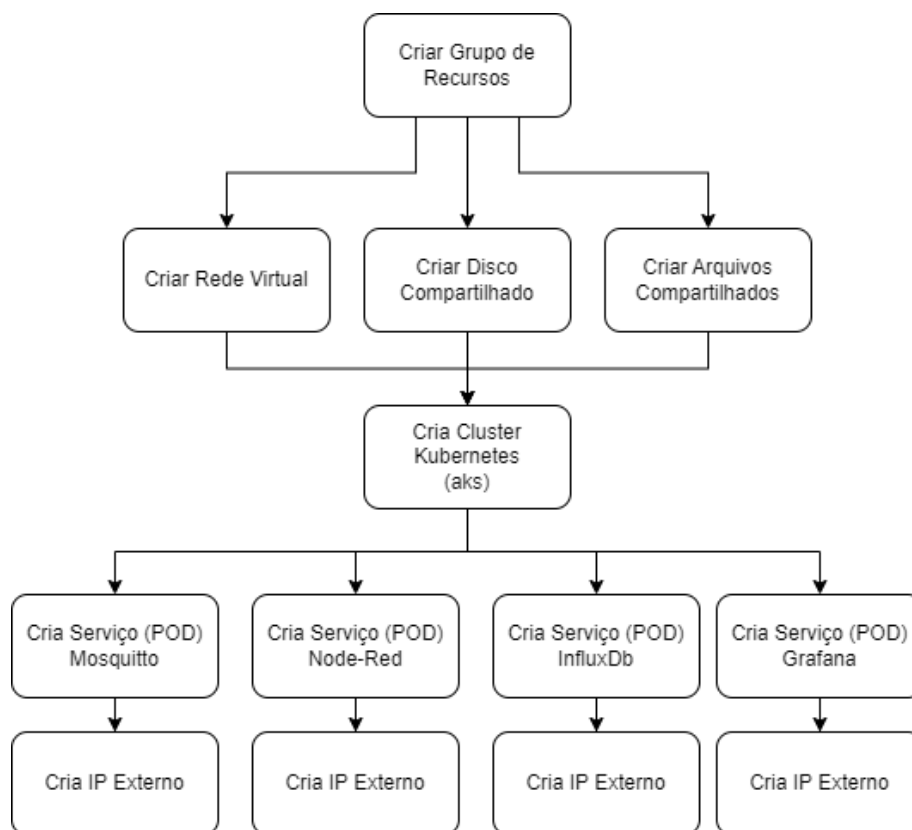 Criar Grupo de
Recursos
Criar Rede Virtual
Criar Disco
Compartilhado
Criar Arquivos
Compartilhados
Cria Cluster
Kubernetes
(aks)
Cria Serviço (POD)
Mosquitto
Cria Serviço (POD)
Node-Red
Cria Serviço (POD)
InfluxDb
Cria Serviço (POD)
Grafana
Cria IP Externo
Cria IP Externo
Cria IP Externo
Cria IP Externo